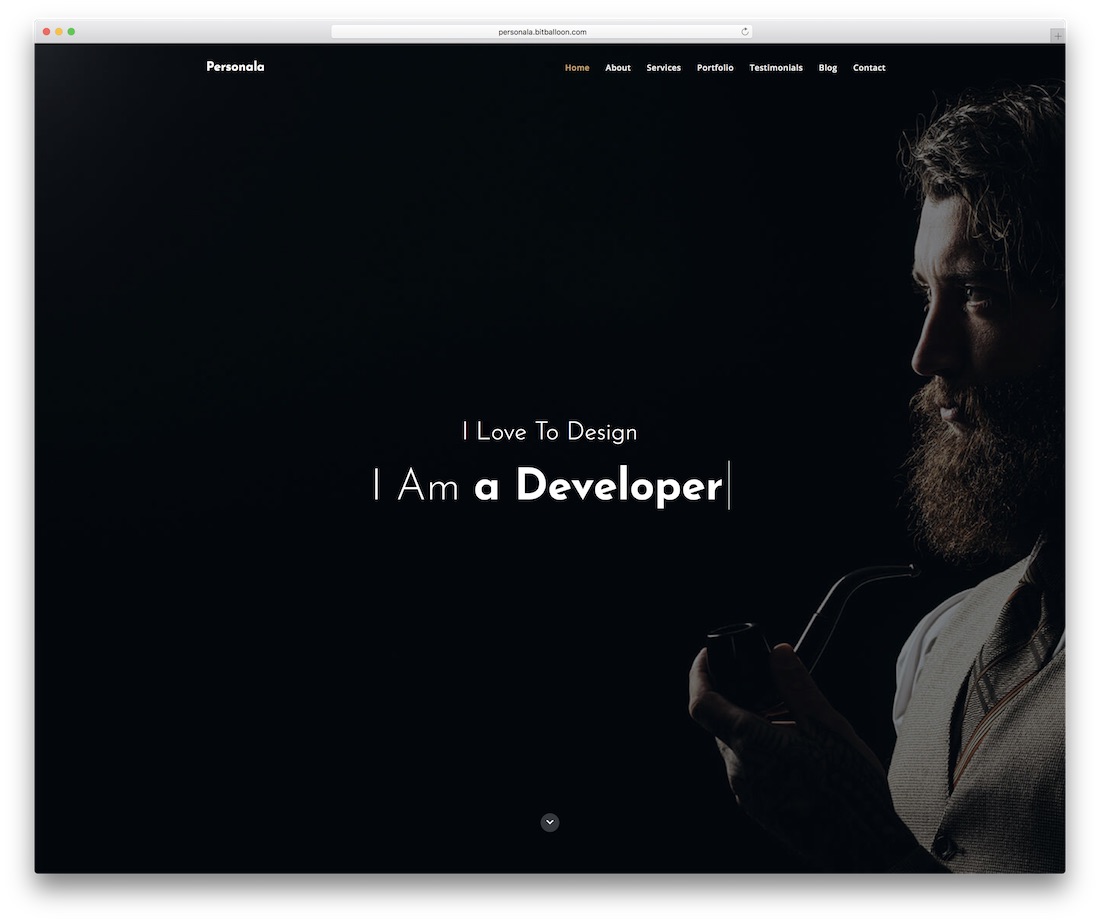 personala.bitballoon.com
Personala
Home About Services Portfolio Testimonials Blog Contact
I Love To Design
I Am a Developer